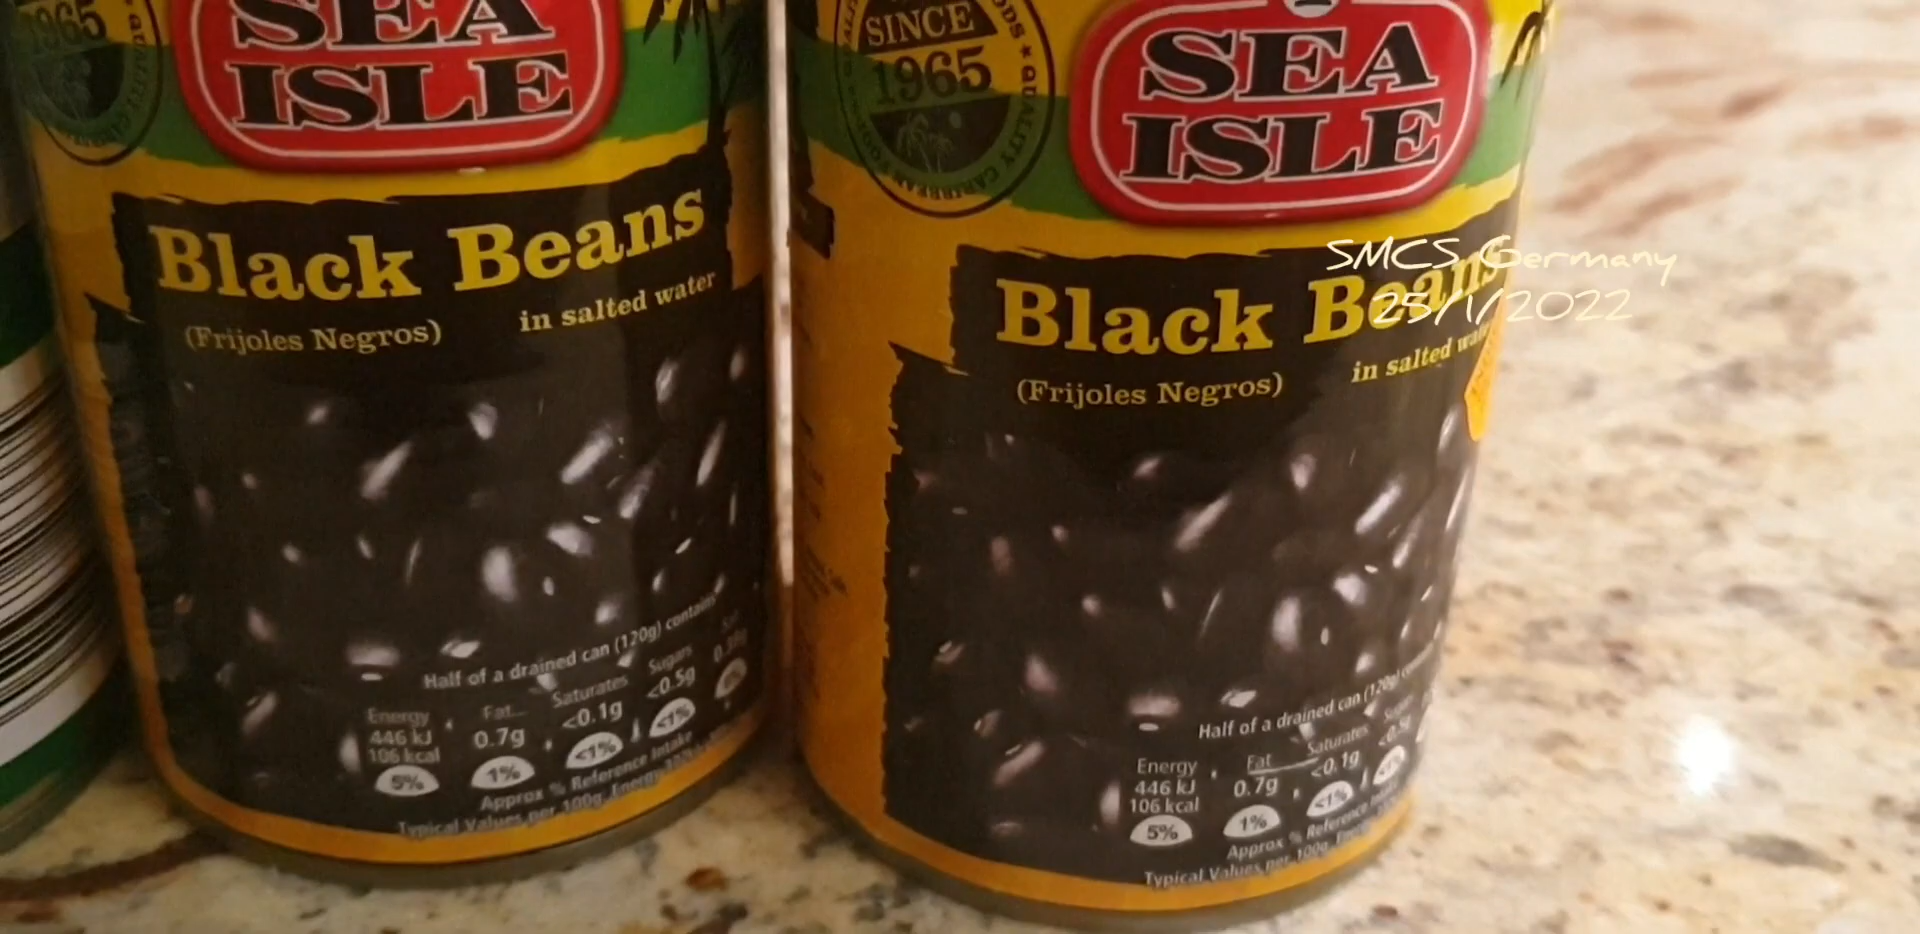 1965
SEA
ISLE
Black Beans
(Frijoles Negros)
in salted water
Half of a drained can (120g) contains
Energy
446 kJ
106 kcal
5%
Fat
0.7g
1%
Saturates
<0.1g
<1%
Sugars
<0.5g
<1%
Approx % Reference Intake
Typical Values per 100g Energy
SINCE
1965
QUALITY CARIBBEAN
SEA
ISLE
SMCS Germany
25/1/2022
Black Beans
(Frijoles Negros)
in salted
Half of a drained can (120g)
Energy
446 kJ
106 kcal
5%
Fat
0.7g
1%
Saturates
<0.1g
<1%
Approx % Reference
Typical Values per 100g